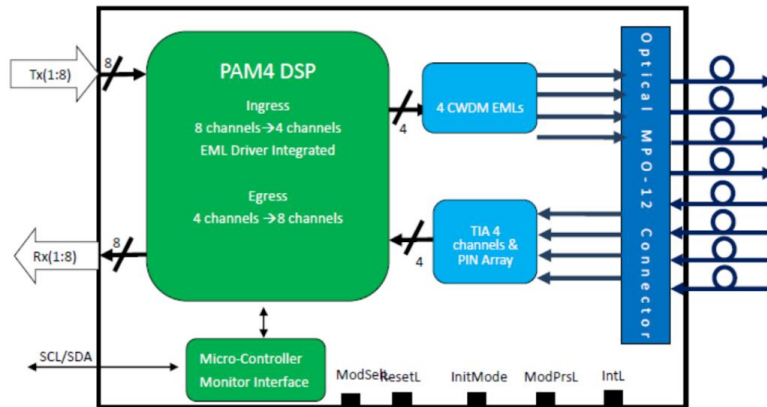 Tx(1:8)
8
PAM4 DSP
Ingress
8 channels→4 channels
EML Driver Integrated
Egress
4 channels →8 channels
4
4 CWDM EMLs
Optical MPO-12 Connector
Rx(1:8)
8
4
TIA 4
channels &
PIN Array
SCL/SDA
Micro-Controller
Monitor Interface
ModSelL
ResetL
InitMode
ModPrsL
IntL